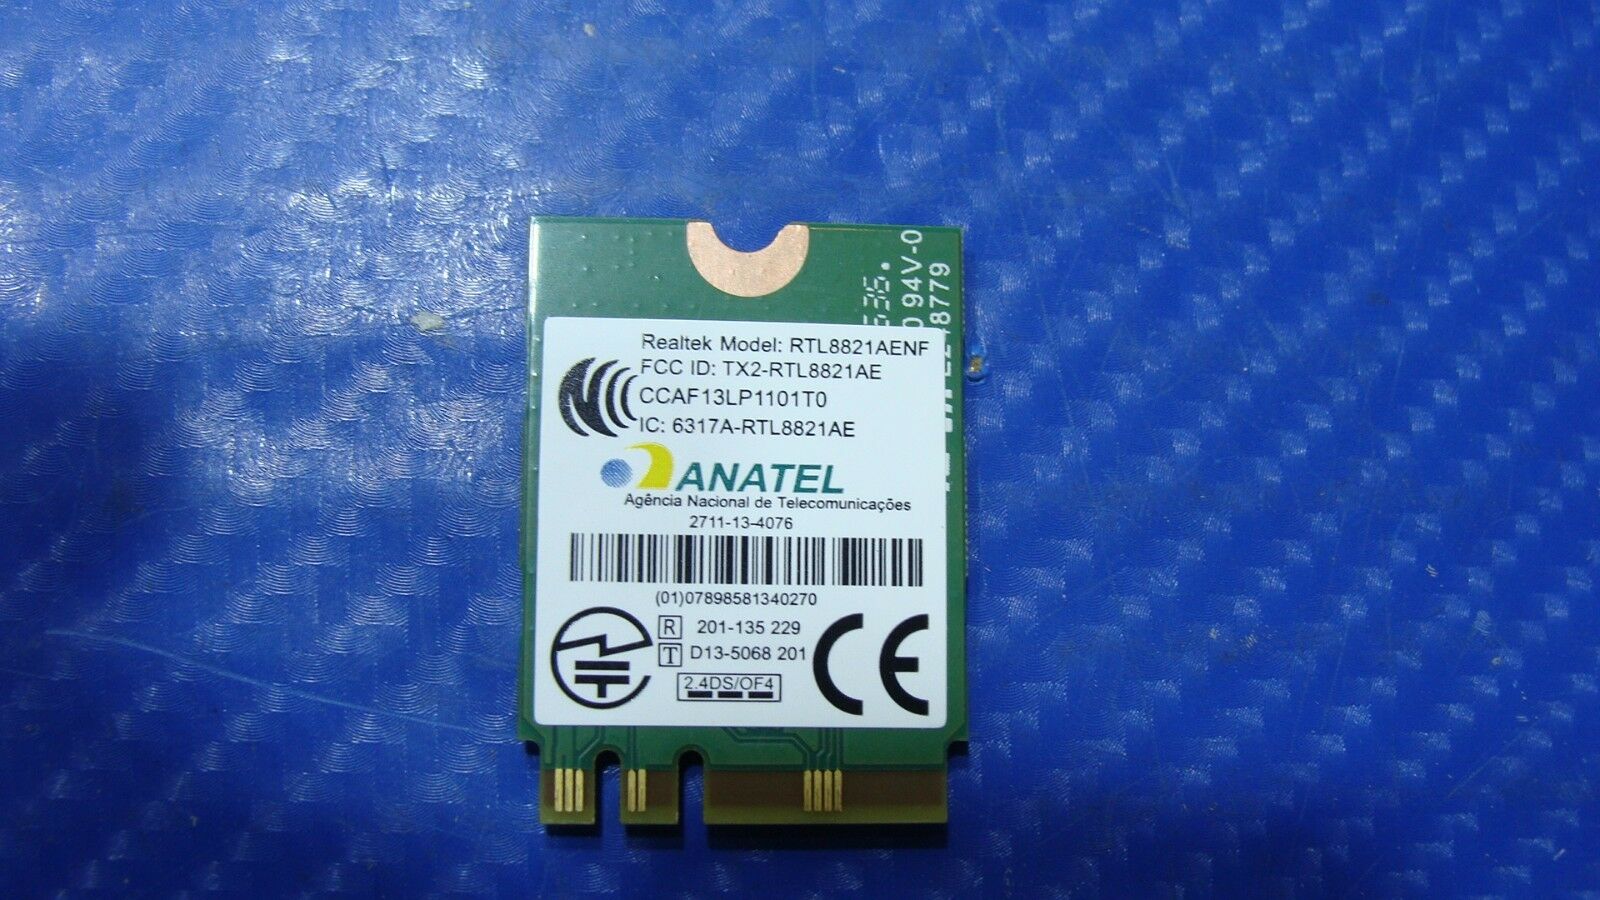 Realtek Model: RTL8821AENF
FCC ID: TX2-RTL8821AE
CCAF13LP1101T0
IC: 6317A-RTL8821AE
ANATEL
Agência Nacional de Telecomunicações
2711-13-4076
(01)07898581340270
R 201-135 229
T D13-5068 201
2.4DS/OF4
CE
94V-0